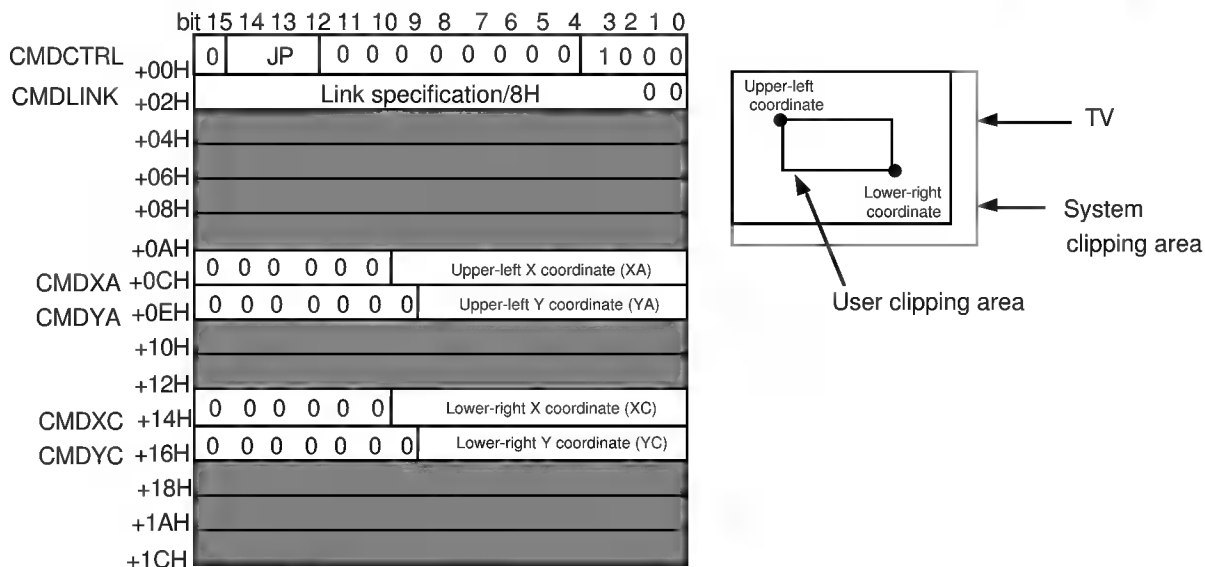 bit 15 14 13 12 11 10 9 8 7 6 5 4 3 2 1 0
CMDCTRL +00H 0 JP 0 0 0 0 0 0 0 0 1 0 0 0
CMDLINK +02H Link specification/8H 0 0
+04H
+06H
+08H
+0AH
CMDXA +0CH 0 0 0 0 0 0 Upper-left X coordinate (XA)
CMDYA +0EH 0 0 0 0 0 0 0 Upper-left Y coordinate (YA)
+10H
+12H
CMDXC +14H 0 0 0 0 0 0 Lower-right X coordinate (XC)
CMDYC +16H 0 0 0 0 0 0 0 Lower-right Y coordinate (YC)
+18H
+1AH
+1CH
Upper-left
coordinate
Lower-right
coordinate
TV
System
clipping area
User clipping area